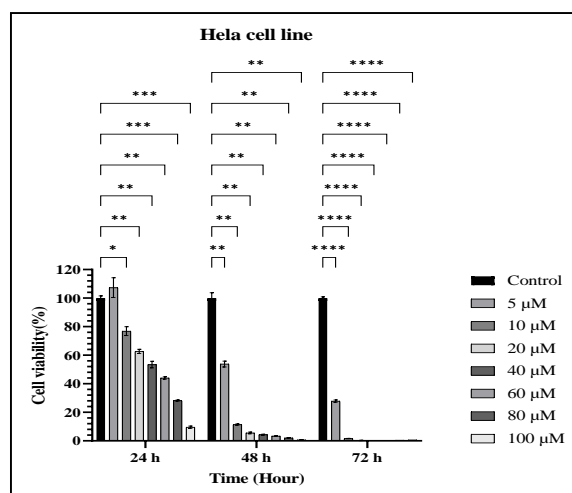 Hela cell line
** ****
*** ** ****
*** ** ****
** ** ****
** ** ****
** ** ****
* ** ****
120
100
80
60
40
20
0
Cell viability(%)
24 h 48 h 72 h
Time (Hour)
Control
5 µM
10 µM
20 µM
40 µM
60 µM
80 µM
100 µM